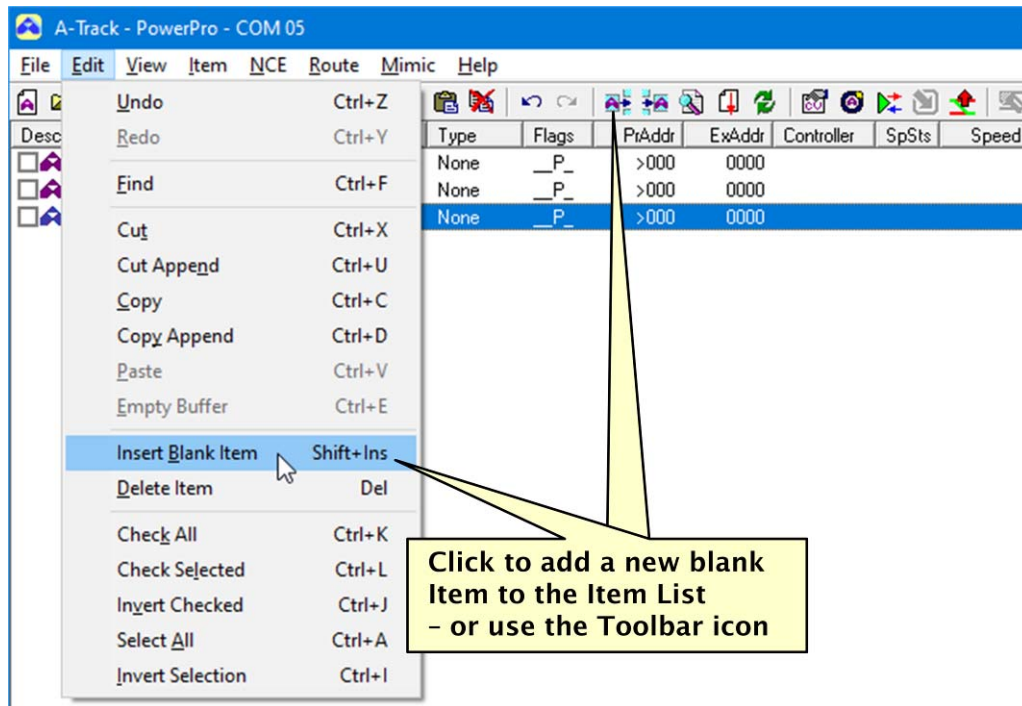 A-Track - PowerPro - COM 05
File Edit View Item NCE Route Mimic Help
Desc Type Flags PrAddr ExAddr Controller SpSts Speed
None __P_ >000 0000
None __P_ >000 0000
None __P_ >000 0000
Undo Ctrl+Z
Redo Ctrl+Y
Find Ctrl+F
Cut Ctrl+X
Cut Append Ctrl+U
Copy Ctrl+C
Copy Append Ctrl+D
Paste Ctrl+V
Empty Buffer Ctrl+E
Insert Blank Item Shift+Ins
Delete Item Del
Check All Ctrl+K
Check Selected Ctrl+L
Invert Checked Ctrl+J
Select All Ctrl+A
Invert Selection Ctrl+I
Click to add a new blank
Item to the Item List
– or use the Toolbar icon